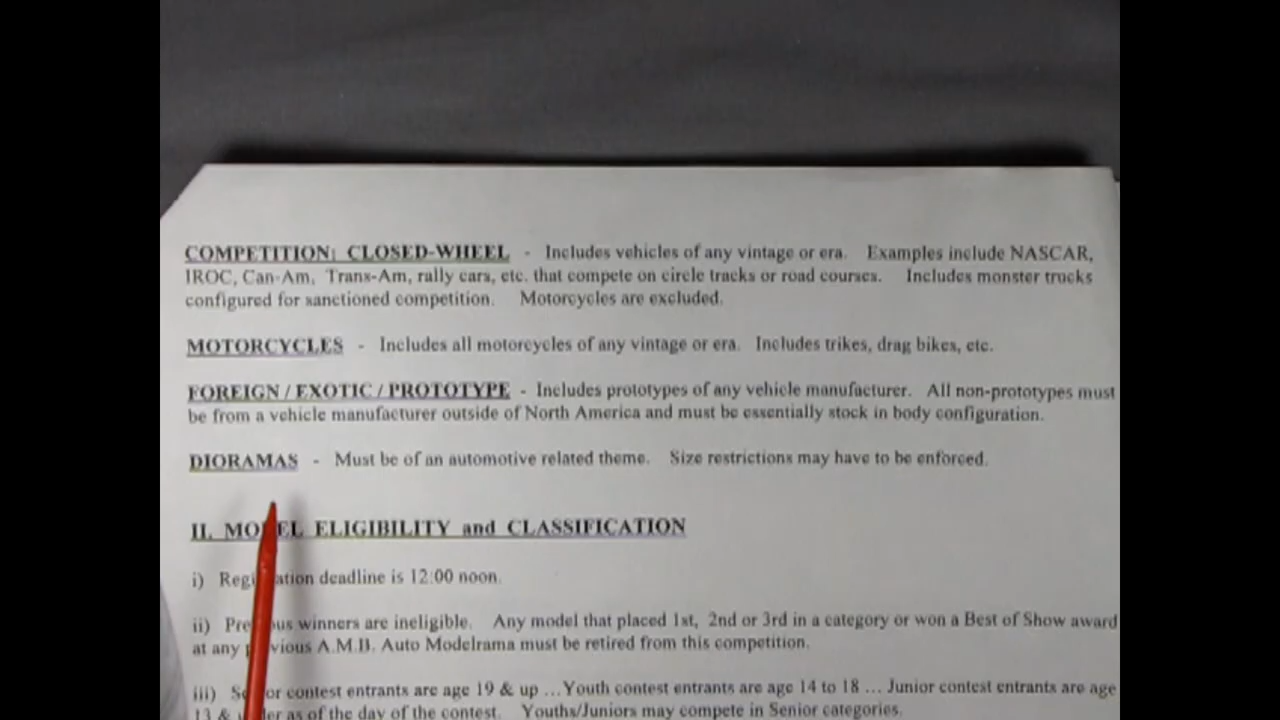 COMPETITION: CLOSED-WHEEL - Includes vehicles of any vintage or era. Examples include NASCAR,
IROC, Can-Am, Trans-Am, rally cars, etc. that compete on circle tracks or road courses. Includes monster trucks
configured for sanctioned competition. Motorcycles are excluded.
MOTORCYCLES - Includes all motorcycles of any vintage or era. Includes trikes, drag bikes, etc.
FOREIGN / EXOTIC / PROTOTYPE - Includes prototypes of any vehicle manufacturer. All non-prototypes must
be from a vehicle manufacturer outside of North America and must be essentially stock in body configuration.
DIORAMAS - Must be of an automotive related theme. Size restrictions may have to be enforced.
II. MODEL ELIGIBILITY and CLASSIFICATION
i) Registration deadline is 12:00 noon.
ii) Previous winners are ineligible. Any model that placed 1st, 2nd or 3rd in a category or won a Best of Show award
at any previous A.M.B. Auto Modelrama must be retired from this competition.
iii) Senior contest entrants are age 19 & up ...Youth contest entrants are age 14 to 18 ... Junior contest entrants are age
13 & under as of the day of the contest. Youths/Juniors may compete in Senior categories.